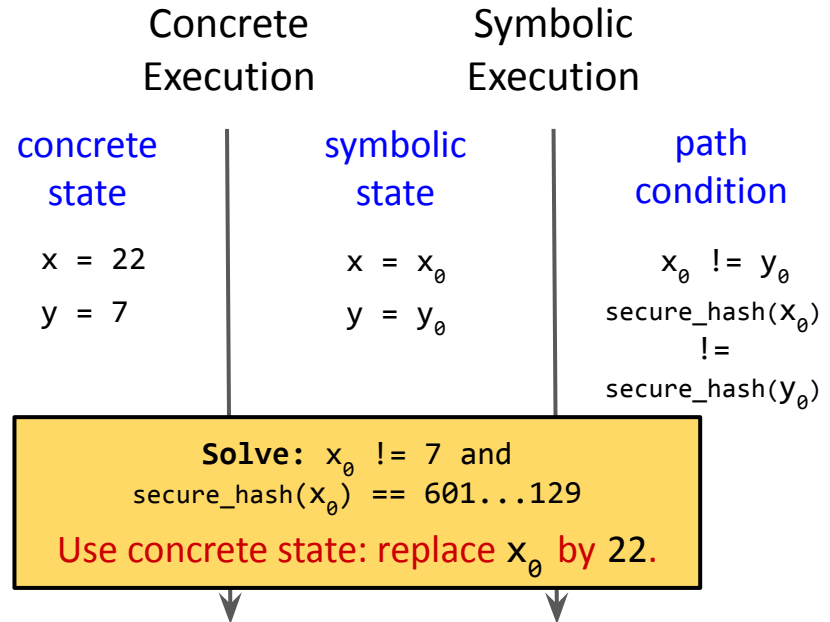 Concrete Execution
Symbolic Execution
concrete state
symbolic state
path condition
x = 22
x = x₀
x₀ != y₀
y = 7
y = y₀
secure_hash(x₀)
!=
secure_hash(y₀)
Solve: x₀ != 7 and
secure_hash(x₀) == 601...129
Use concrete state: replace x₀ by 22.